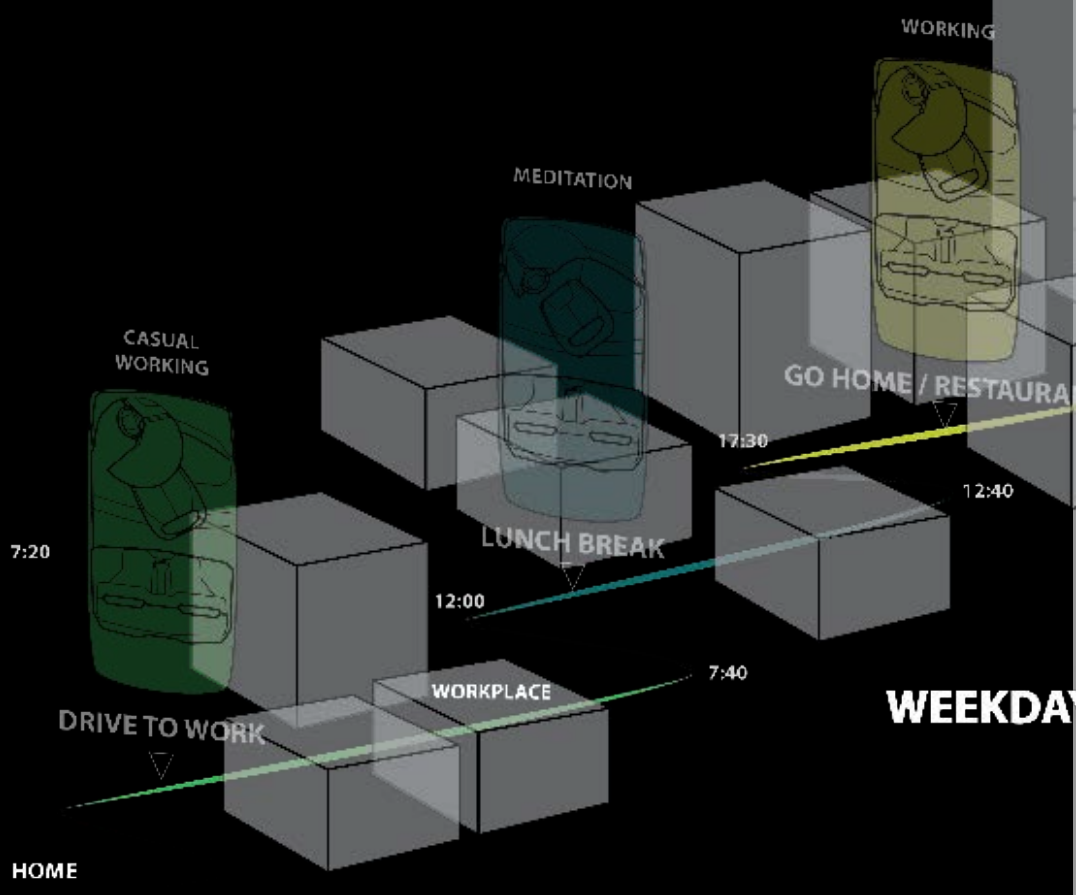 WORKING
MEDITATION
CASUAL
WORKING
GO HOME / RESTAURA
17:30
12:40
7:20
LUNCH BREAK
12:00
7:40
WORKPLACE
WEEKDAY
DRIVE TO WORK
HOME